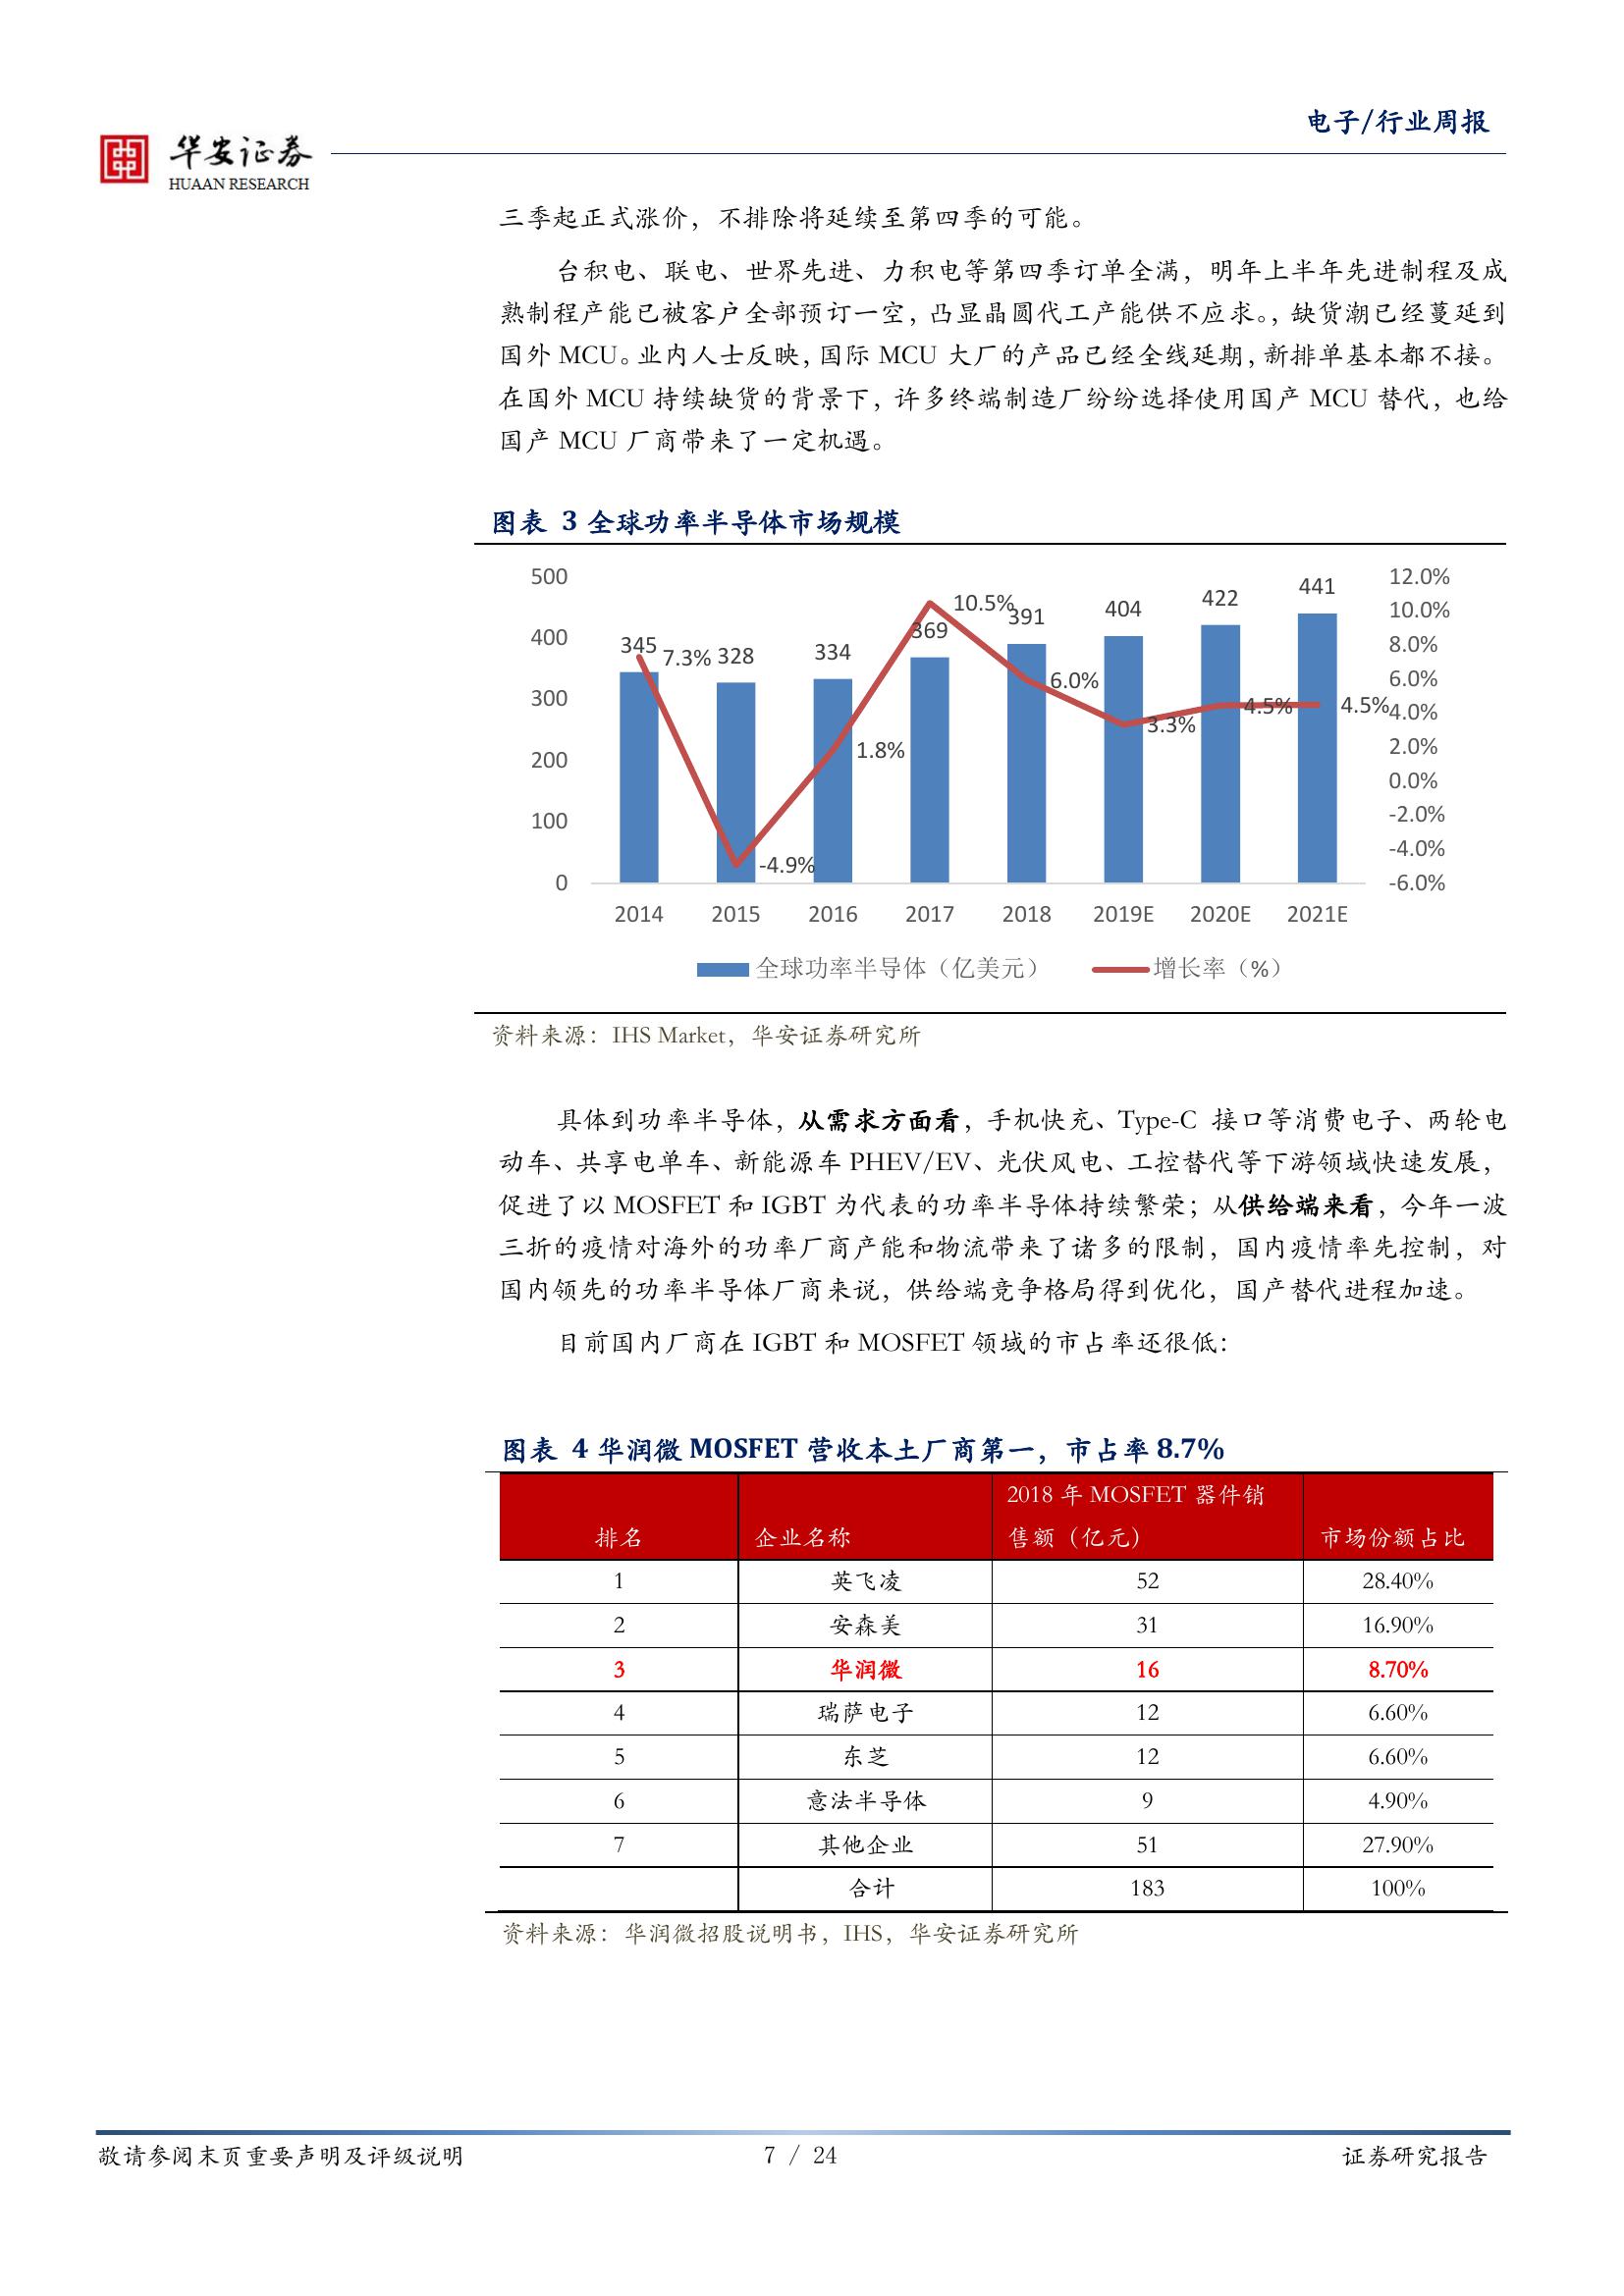 电子/行业周报
华安证券
HUAAN RESEARCH
三季起正式涨价，不排除将延续至第四季的可能。
台积电、联电、世界先进、力积电等第四季订单全满，明年上半年先进制程及成
熟制程产能已被客户全部预订一空，凸显晶圆代工产能供不应求。，缺货潮已经蔓延到
国外 MCU。业内人士反映，国际 MCU 大厂的产品已经全线延期，新排单基本都不接。
在国外 MCU 持续缺货的背景下，许多终端制造厂纷纷选择使用国产 MCU 替代，也给
国产 MCU 厂商带来了一定机遇。
图表 3 全球功率半导体市场规模
500
400
300
200
100
0
345
328
334
369
391
404
422
441
7.3%
-4.9%
1.8%
10.5%
6.0%
3.3%
4.5%
4.5%
12.0%
10.0%
8.0%
6.0%
4.0%
2.0%
0.0%
-2.0%
-4.0%
-6.0%
2014 2015 2016 2017 2018 2019E 2020E 2021E
全球功率半导体（亿美元） 增长率（%）
资料来源：IHS Market，华安证券研究所
具体到功率半导体，从需求方面看，手机快充、Type-C 接口等消费电子、两轮电
动车、共享电单车、新能源车 PHEV/EV、光伏风电、工控替代等下游领域快速发展，
促进了以 MOSFET 和 IGBT 为代表的功率半导体持续繁荣；从供给端来看，今年一波
三折的疫情对海外的功率厂商产能和物流带来了诸多的限制，国内疫情率先控制，对
国内领先的功率半导体厂商来说，供给端竞争格局得到优化，国产替代进程加速。
目前国内厂商在 IGBT 和 MOSFET 领域的市占率还很低：
图表 4 华润微 MOSFET 营收本土厂商第一，市占率 8.7%
2018 年 MOSFET 器件销
排名 企业名称 售额（亿元） 市场份额占比
1 英飞凌 52 28.40%
2 安森美 31 16.90%
3 华润微 16 8.70%
4 瑞萨电子 12 6.60%
5 东芝 12 6.60%
6 意法半导体 9 4.90%
7 其他企业 51 27.90%
合计 183 100%
资料来源：华润微招股说明书，IHS，华安证券研究所
敬请参阅末页重要声明及评级说明 7 / 24 证券研究报告